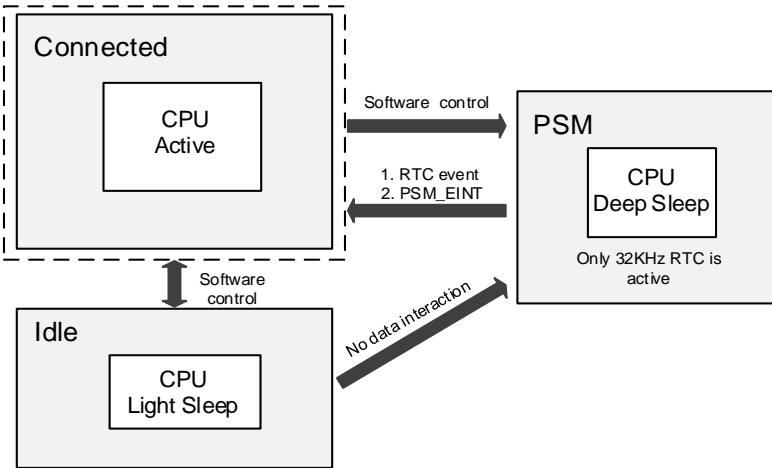 Connected
CPU
Active
Software control
1. RTC event
2. PSM_EINT
PSM
CPU
Deep Sleep
Only 32KHz RTC is
active
Software
control
No data interaction
Idle
CPU
Light Sleep